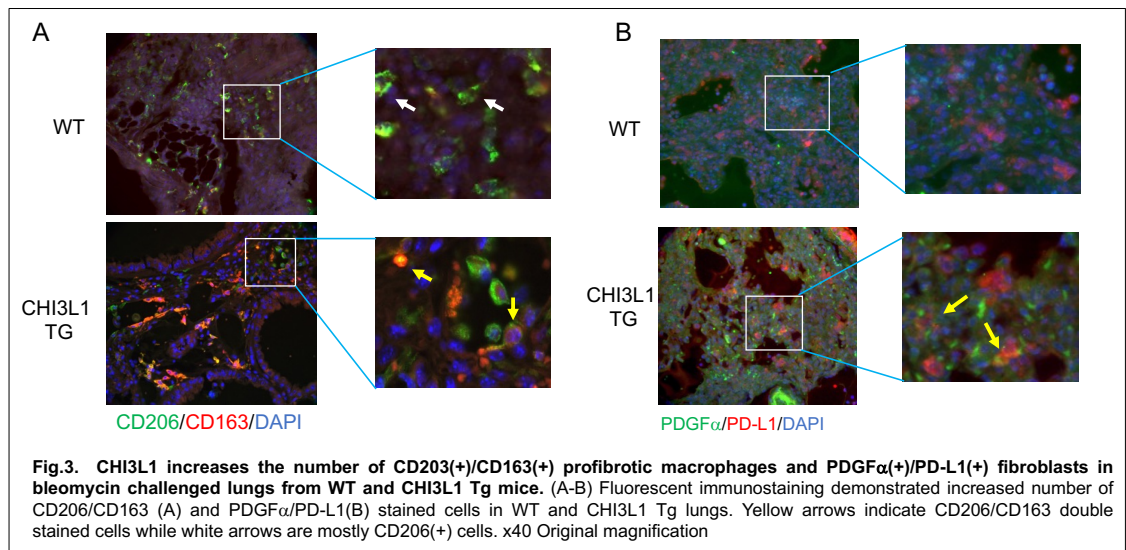 A
B
WT
WT
CHI3L1
TG
CHI3L1
TG
CD206/CD163/DAPI
PDGFα/PD-L1/DAPI
Fig.3. CHI3L1 increases the number of CD203(+)/CD163(+) profibrotic macrophages and PDGFα(+)/PD-L1(+) fibroblasts in
bleomycin challenged lungs from WT and CHI3L1 Tg mice. (A-B) Fluorescent immunostaining demonstrated increased number of
CD206/CD163 (A) and PDGFα/PD-L1(B) stained cells in WT and CHI3L1 Tg lungs. Yellow arrows indicate CD206/CD163 double
stained cells while white arrows are mostly CD206(+) cells. x40 Original magnification